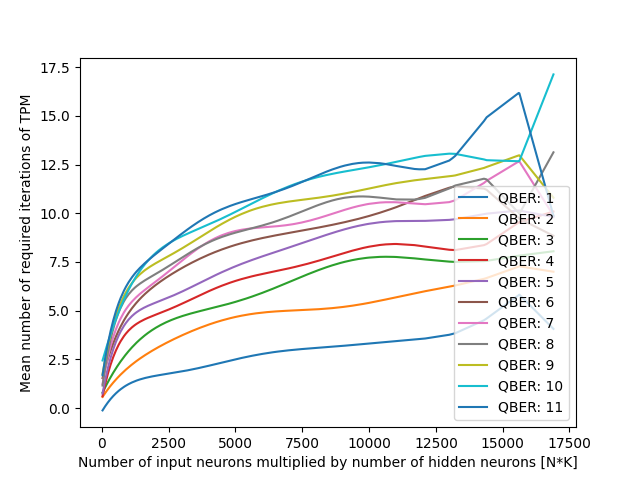 17.5
15.0
12.5
10.0
7.5
5.0
2.5
0.0
Mean number of required iterations of TPM
QBER: 1
QBER: 2
QBER: 3
QBER: 4
QBER: 5
QBER: 6
QBER: 7
QBER: 8
QBER: 9
QBER: 10
QBER: 11
0
2500
5000
7500
10000
12500
15000
17500
Number of input neurons multiplied by number of hidden neurons [N*K]